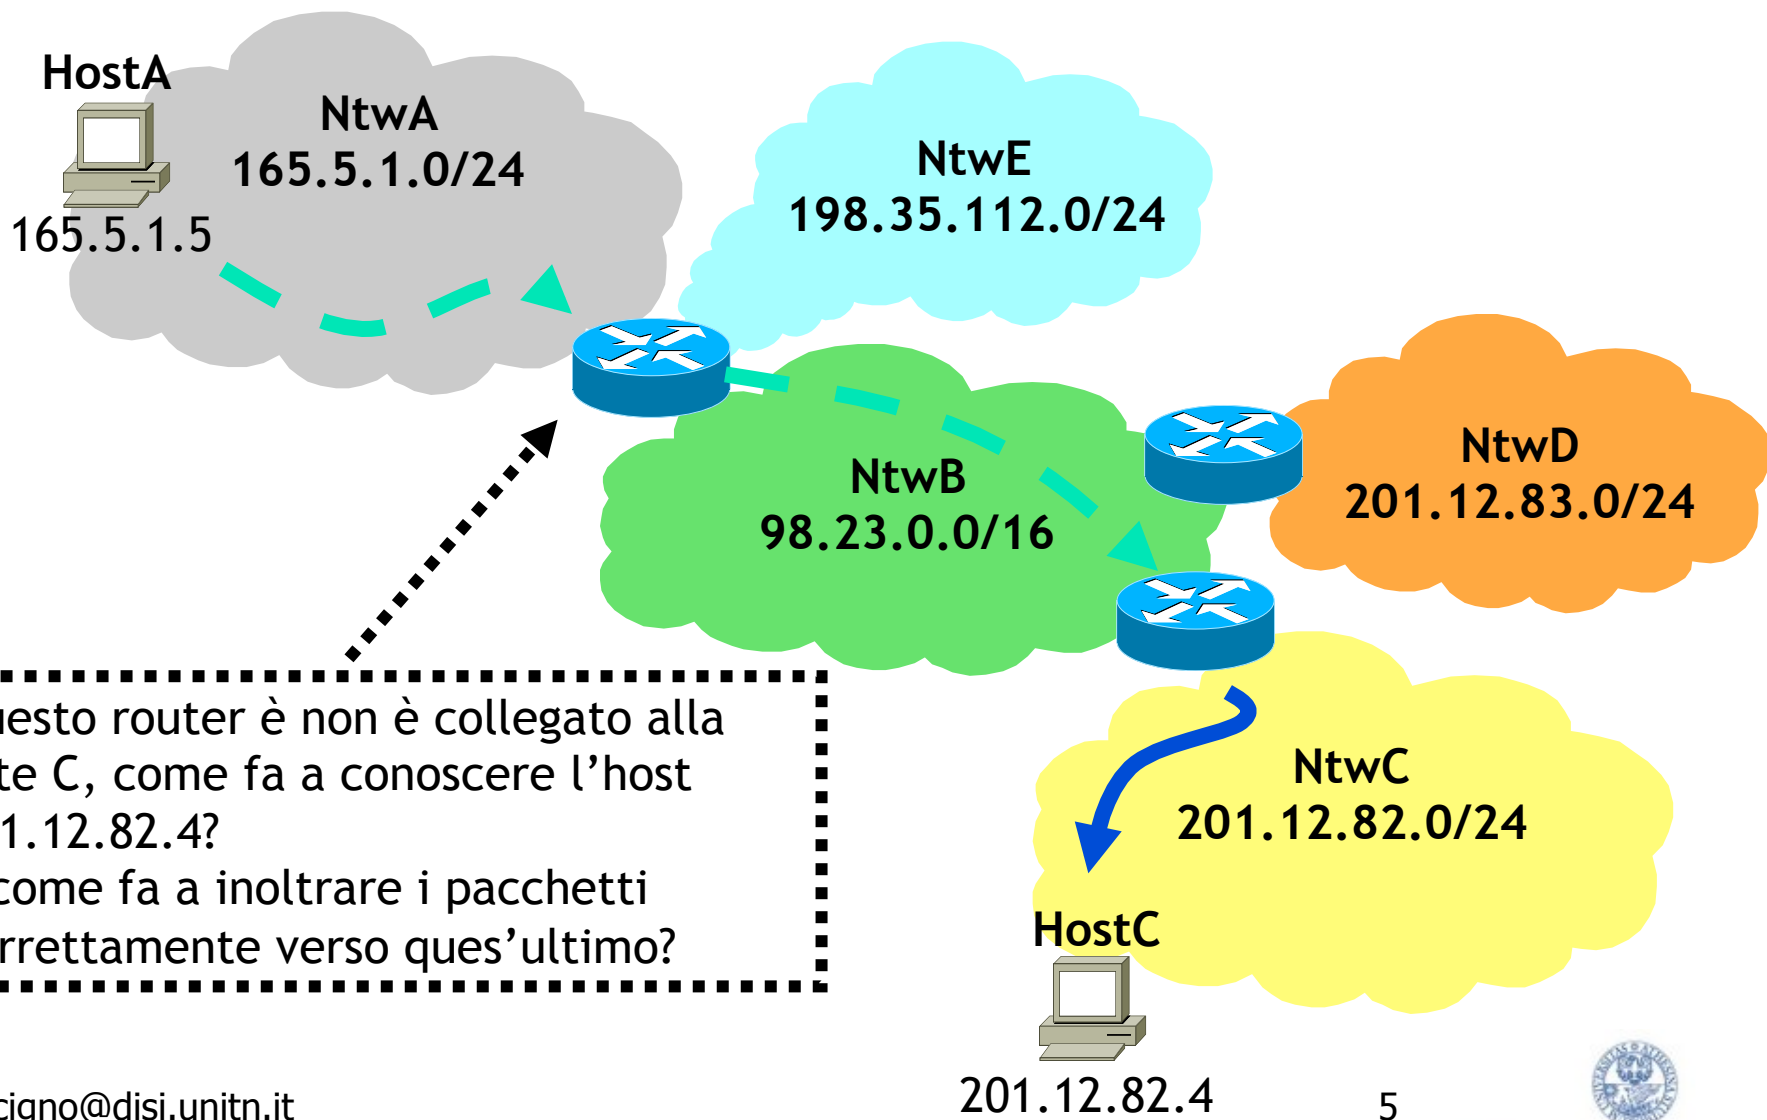 HostA
NtwA
165.5.1.0/24
165.5.1.5
NtwE
198.35.112.0/24
NtwB
98.23.0.0/16
NtwD
201.12.83.0/24
uesto router è non è collegato alla
te C, come fa a conoscere l’host
1.12.82.4?
come fa a inoltrare i pacchetti
rrettamente verso ques’ultimo?
NtwC
201.12.82.0/24
HostC
201.12.82.4
cigno@disi.unitn.it
5